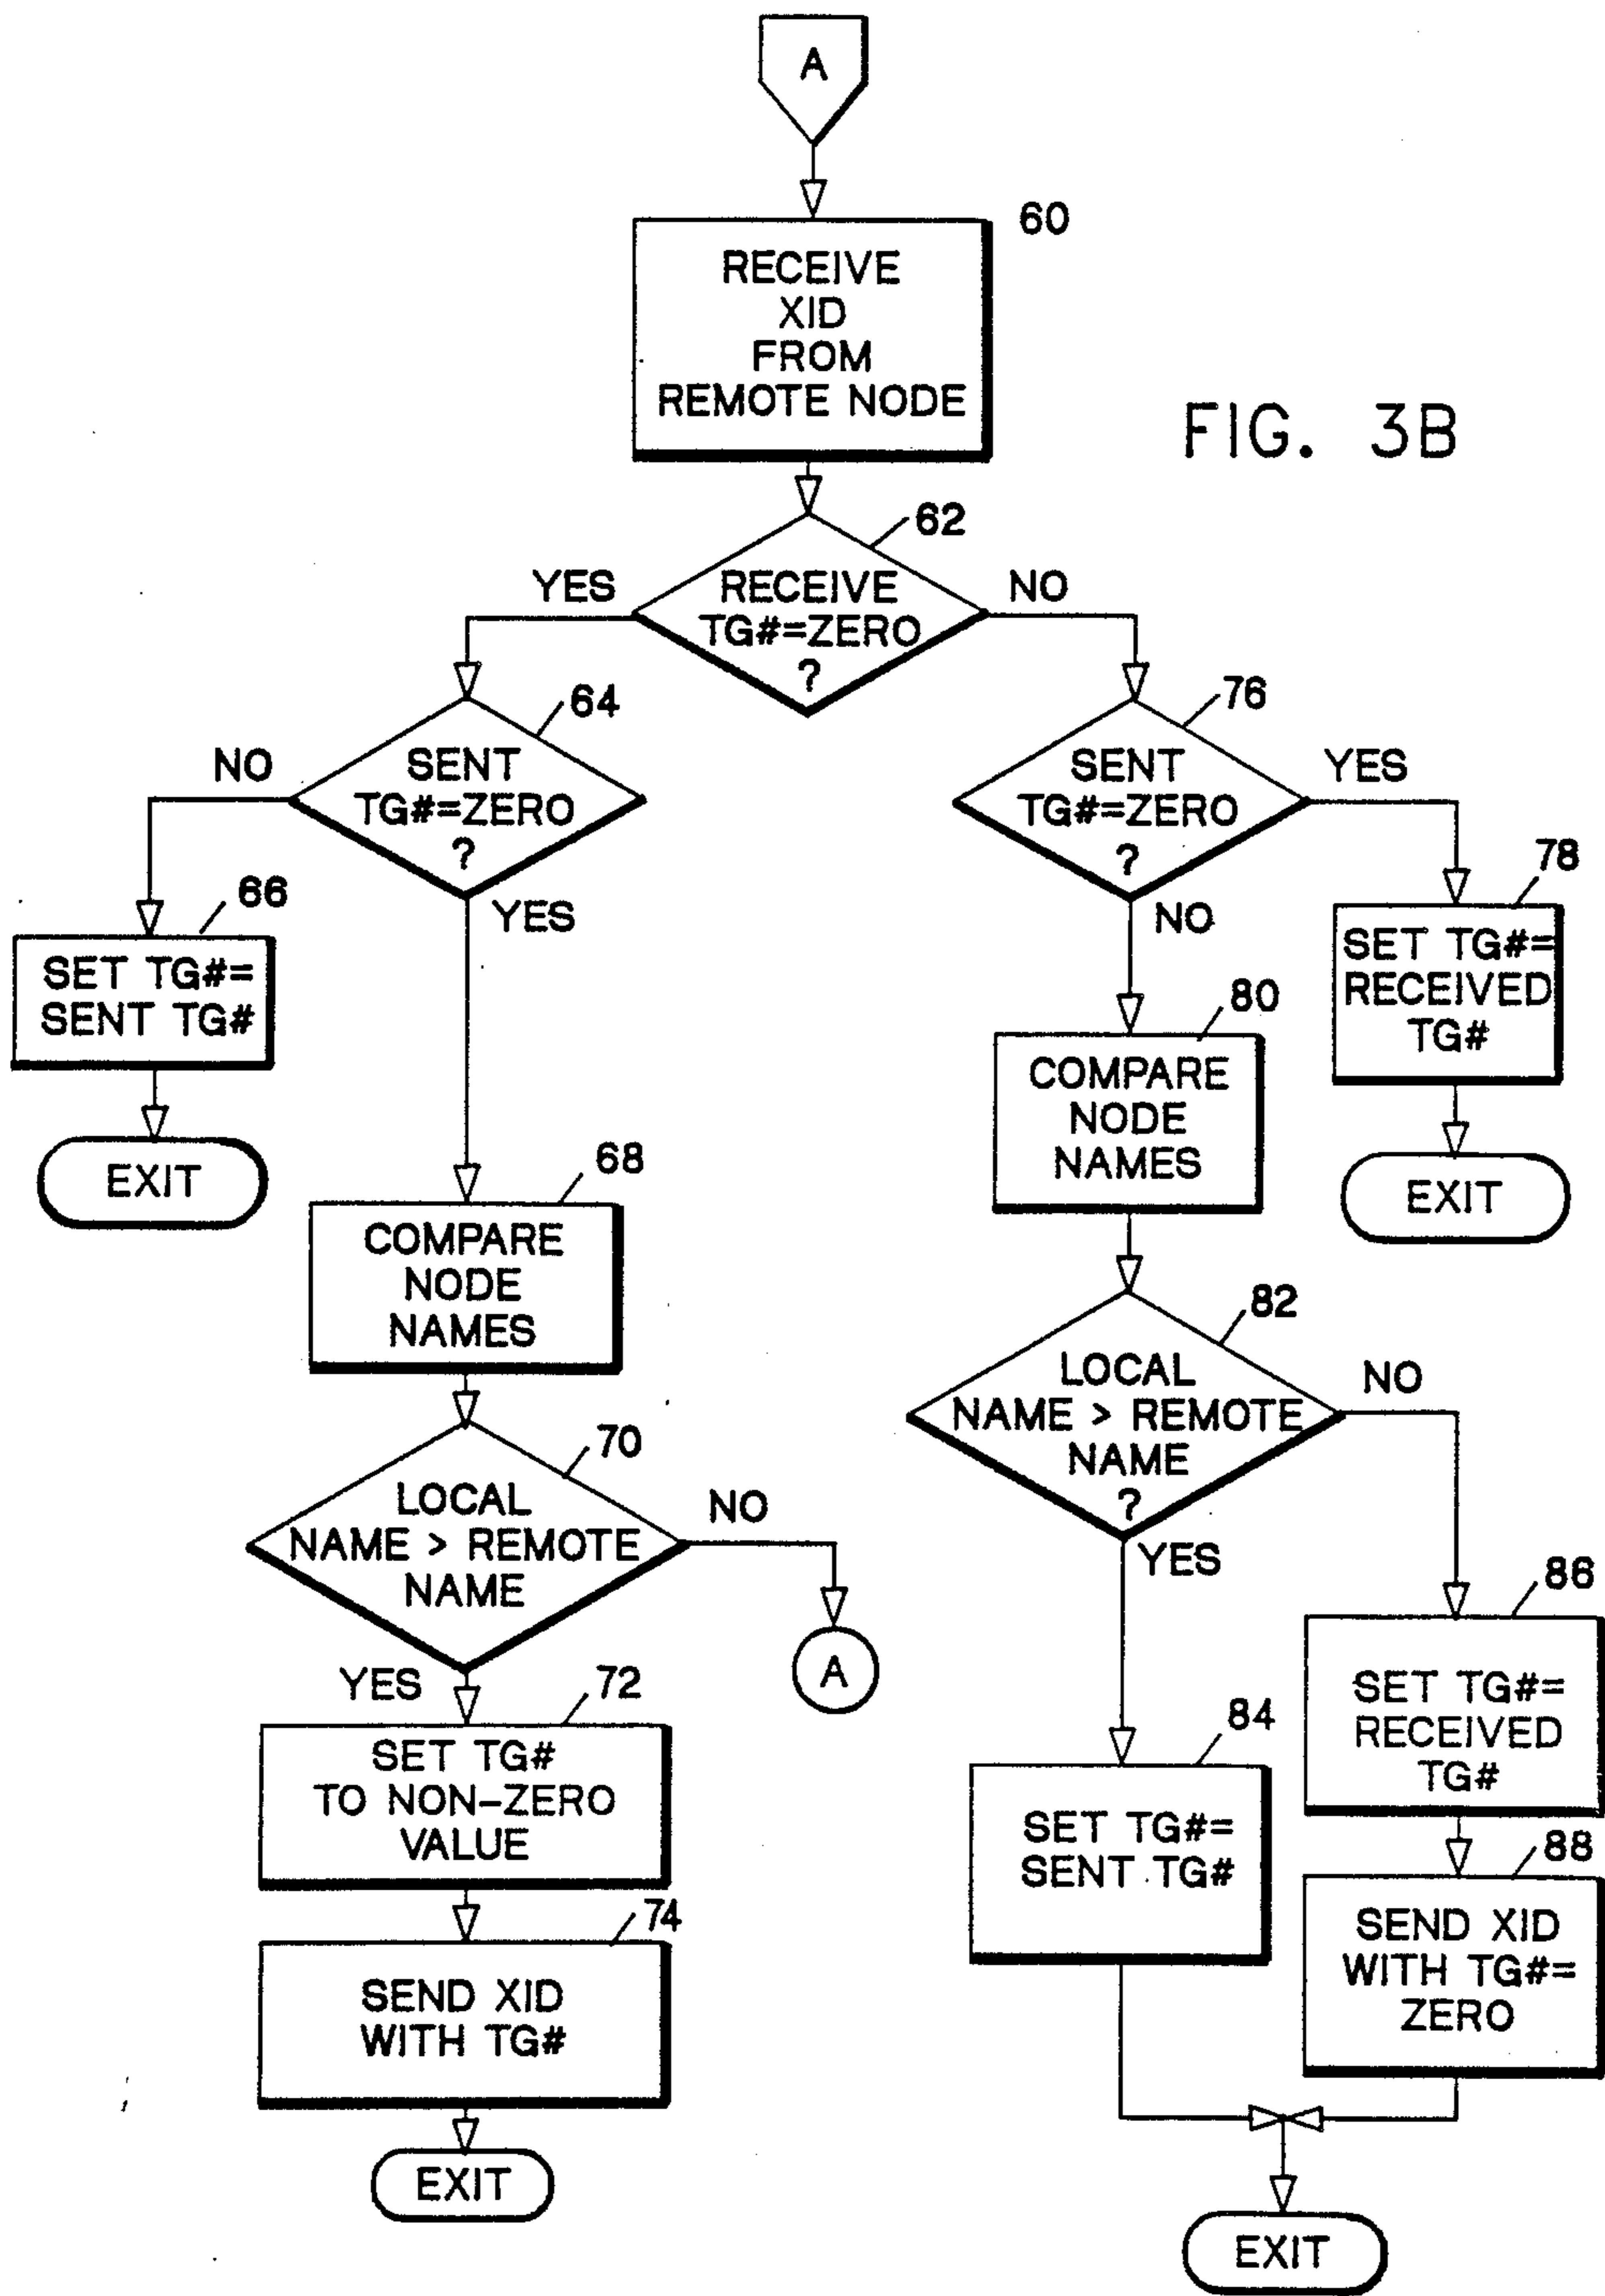 A
60
RECEIVE
XID
FROM
REMOTE NODE
FIG. 3B
62
YES
RECEIVE
TG#=ZERO
?
NO
64
NO
SENT
TG#=ZERO
?
YES
76
SENT
TG#=ZERO
?
YES
NO
66
SET TG#=
SENT TG#
EXIT
78
SET TG#=
RECEIVED
TG#
EXIT
68
COMPARE
NODE
NAMES
80
COMPARE
NODE
NAMES
70
LOCAL
NAME > REMOTE
NAME
NO
A
YES
82
LOCAL
NAME > REMOTE
NAME
?
NO
YES
72
SET TG#
TO NON-ZERO
VALUE
74
SEND XID
WITH TG#
EXIT
84
SET TG#=
SENT TG#
86
SET TG#=
RECEIVED
TG#
88
SEND XID
WITH TG#=
ZERO
EXIT